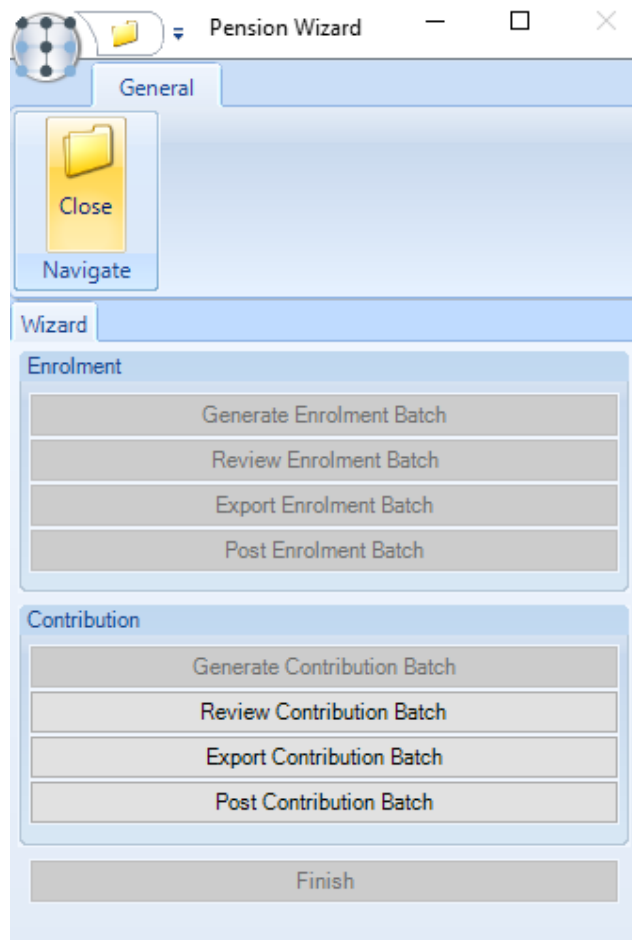 Pension Wizard
General
Close
Navigate
Wizard
Enrolment
Generate Enrolment Batch
Review Enrolment Batch
Export Enrolment Batch
Post Enrolment Batch
Contribution
Generate Contribution Batch
Review Contribution Batch
Export Contribution Batch
Post Contribution Batch
Finish